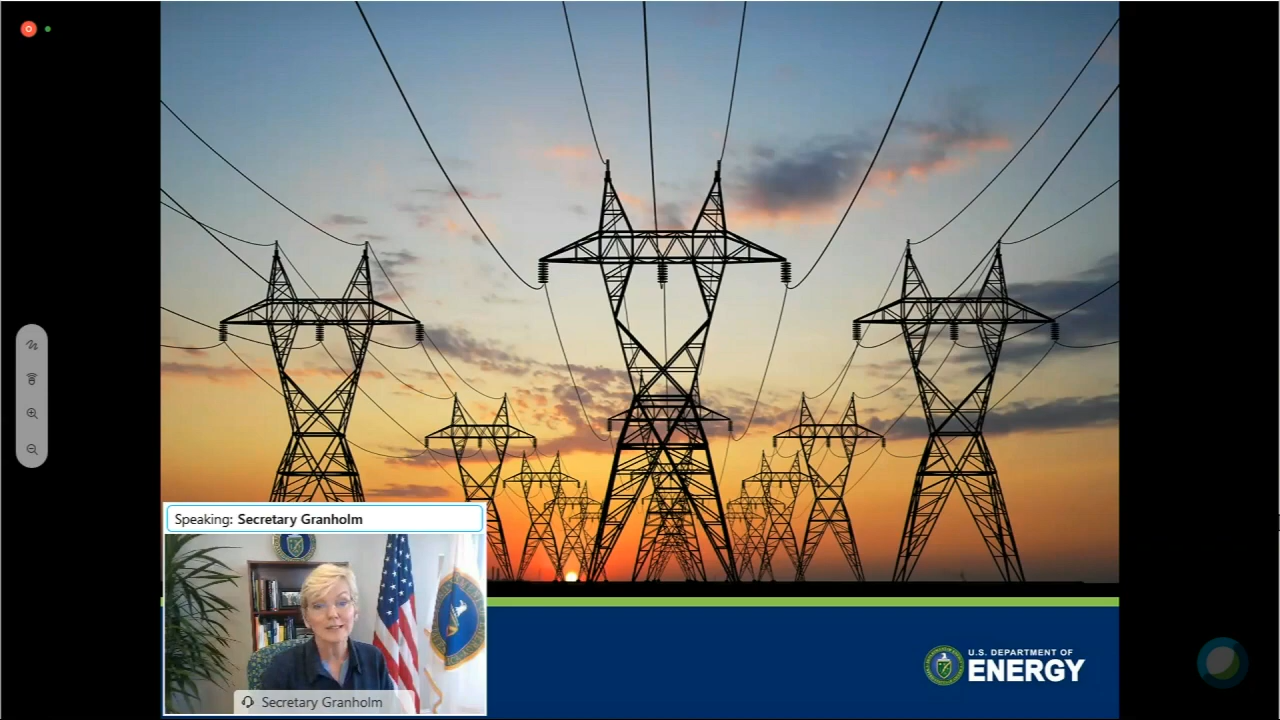 Speaking: Secretary Granholm
Secretary Granholm
U.S. DEPARTMENT OF
ENERGY